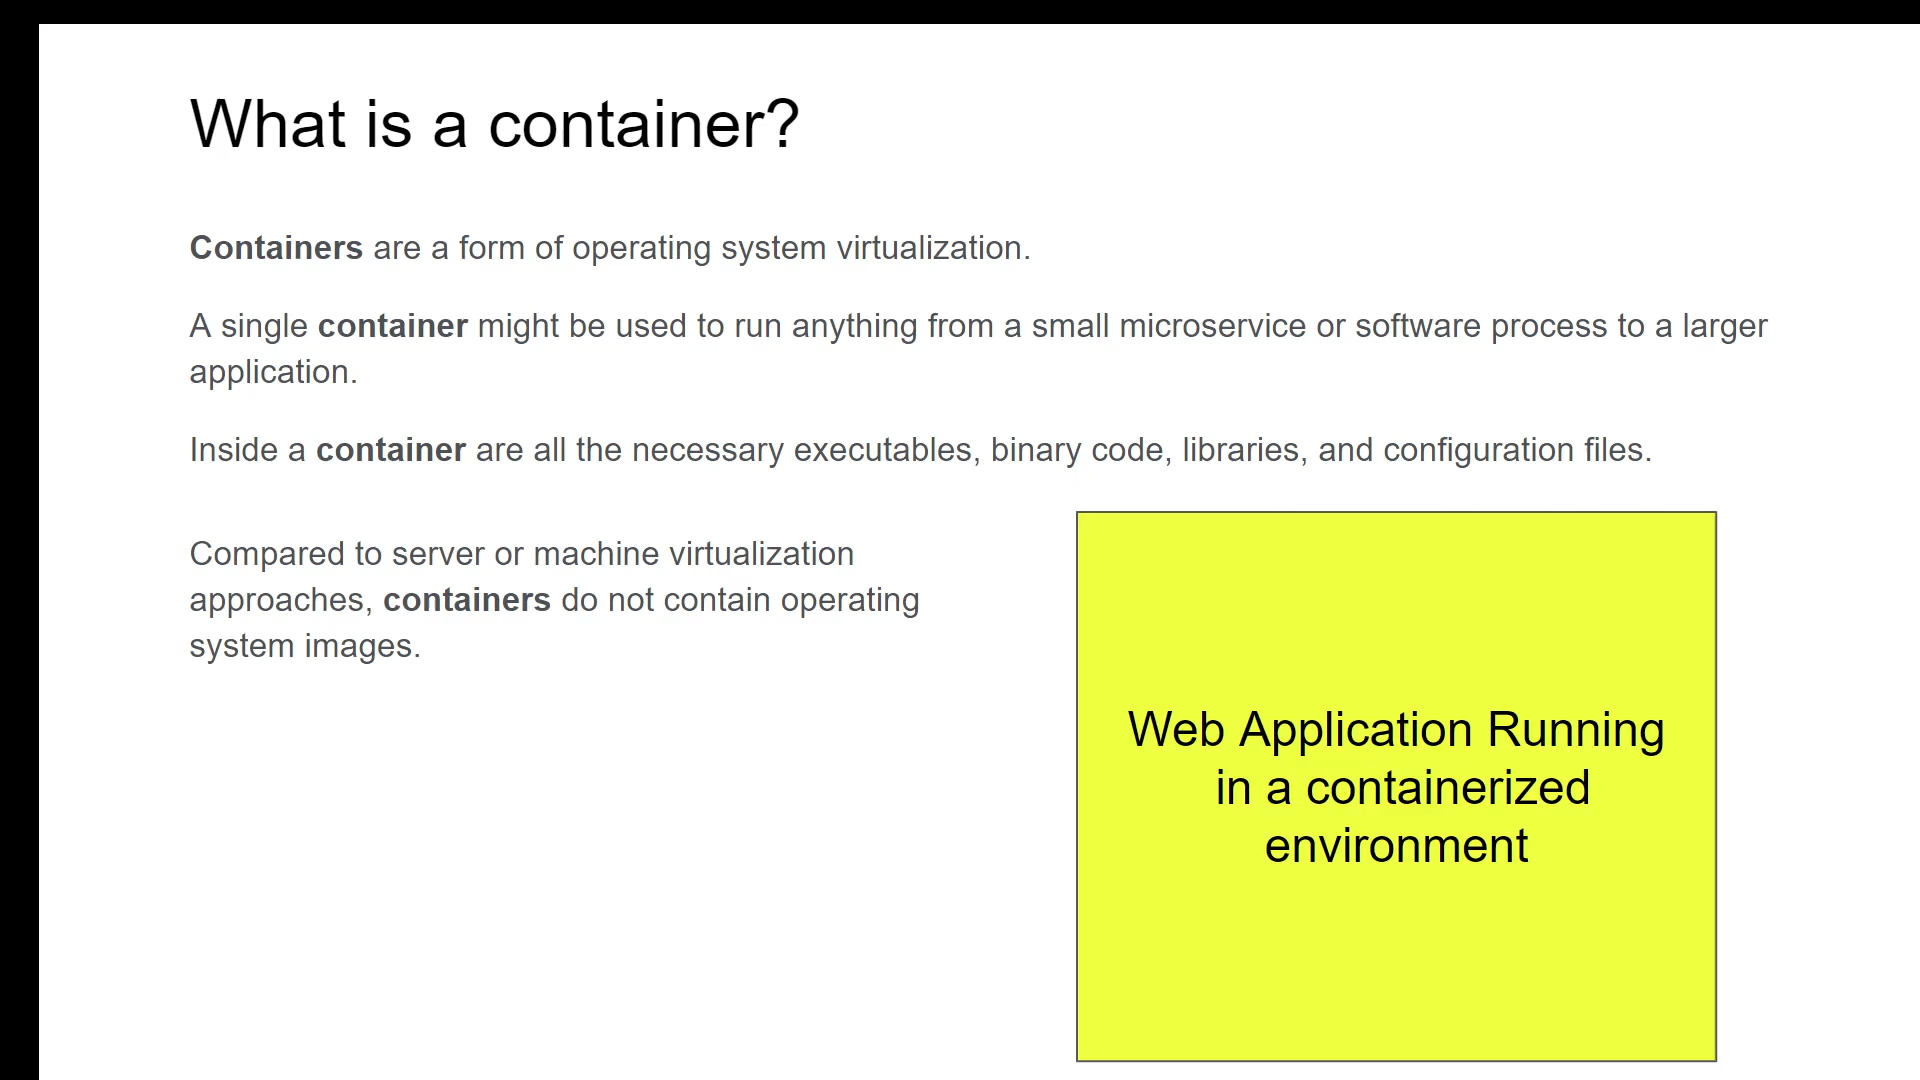 What is a container?
Containers are a form of operating system virtualization.
A single container might be used to run anything from a small microservice or software process to a larger
application.
Inside a container are all the necessary executables, binary code, libraries, and configuration files.
Compared to server or machine virtualization
approaches, containers do not contain operating
system images.
Web Application Running
in a containerized
environment